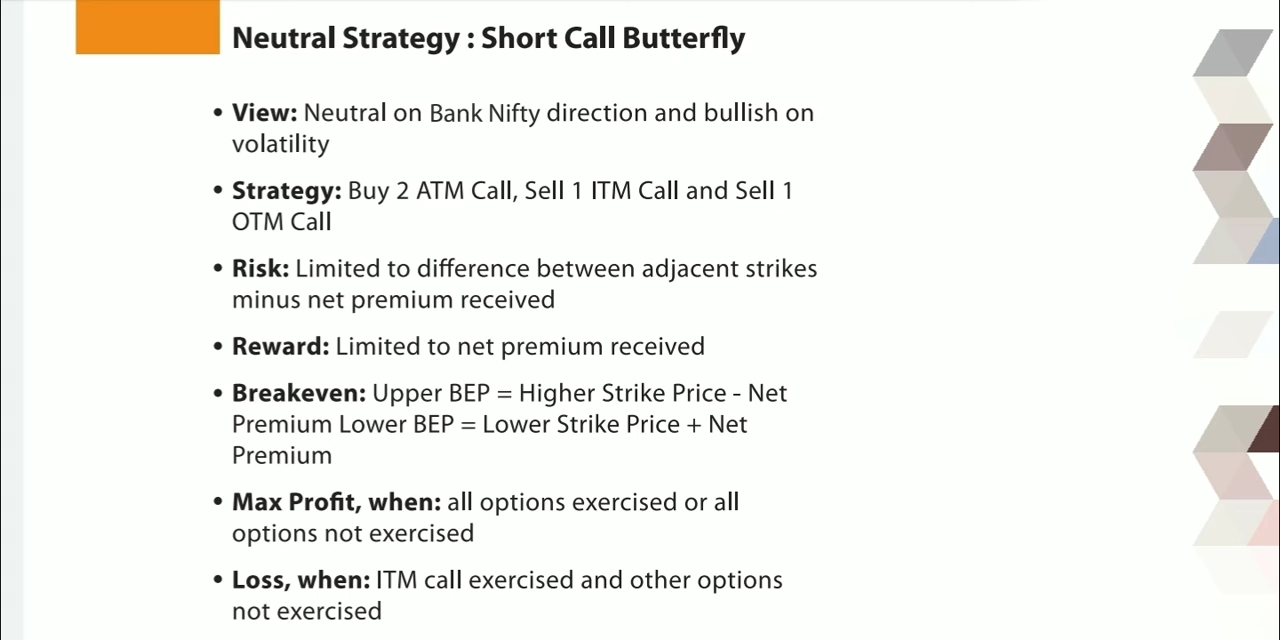 Neutral Strategy : Short Call Butterfly
• View: Neutral on Bank Nifty direction and bullish on
volatility
• Strategy: Buy 2 ATM Call, Sell 1 ITM Call and Sell 1
OTM Call
• Risk: Limited to difference between adjacent strikes
minus net premium received
• Reward: Limited to net premium received
• Breakeven: Upper BEP = Higher Strike Price - Net
Premium Lower BEP = Lower Strike Price + Net
Premium
• Max Profit, when: all options exercised or all
options not exercised
• Loss, when: ITM call exercised and other options
not exercised